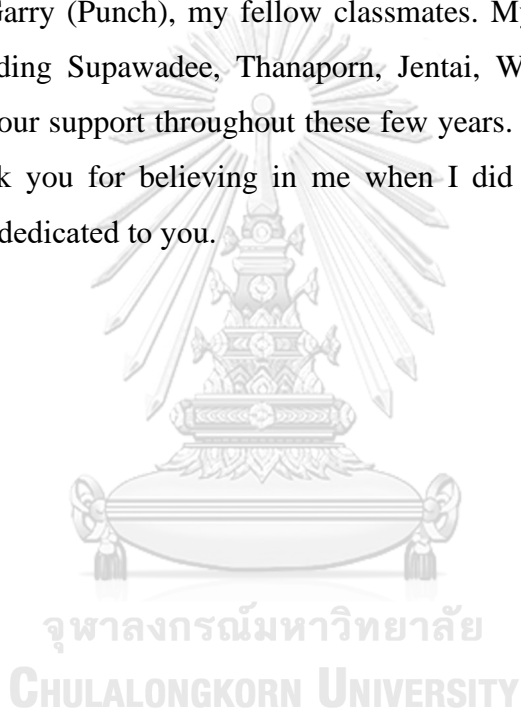 Garry (Punch), my fellow classmates. My
ding Supawadee, Thanaporn, Jentai, W
our support throughout these few years.
k you for believing in me when I did
dedicated to you.
จุฬาลงกรณ์มหาวิทยาลัย
CHULALONGKORN UNIVERSITY